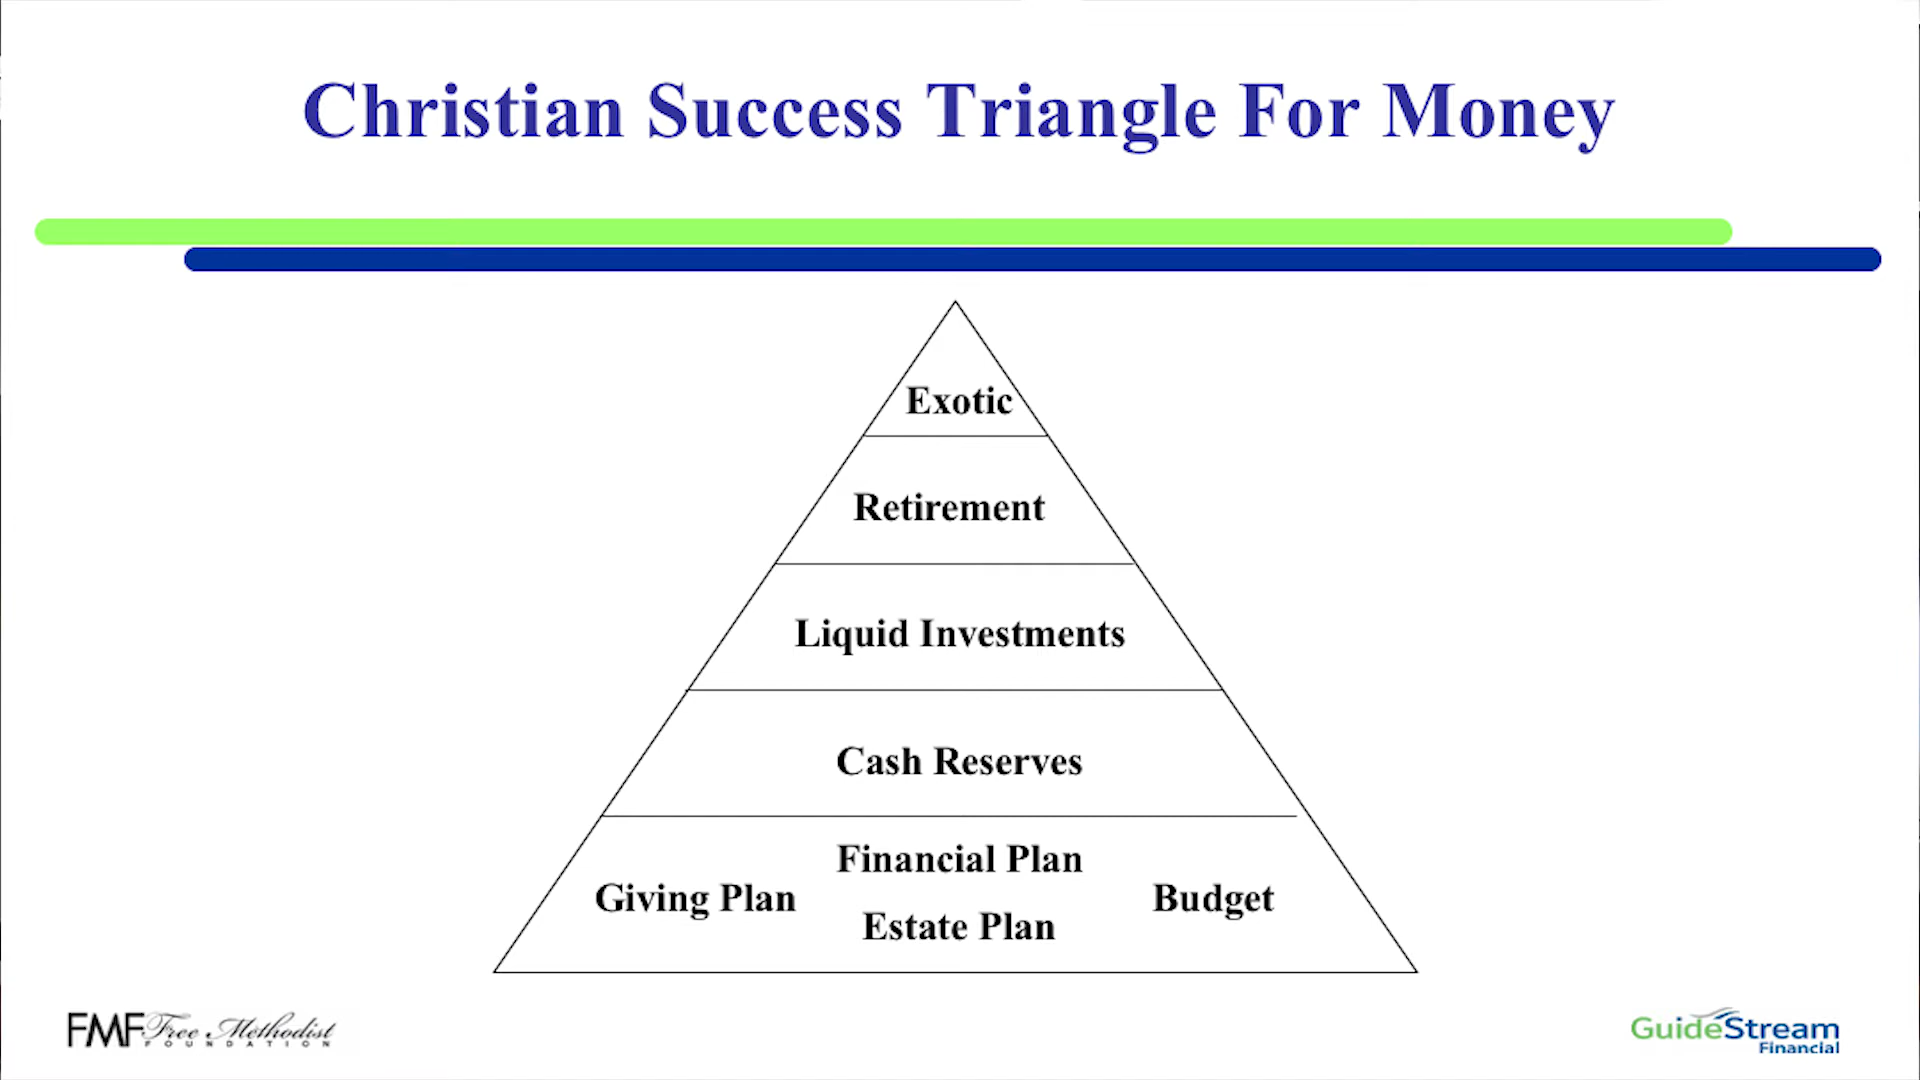 Christian Success Triangle For Money
Exotic
Retirement
Liquid Investments
Cash Reserves
Financial Plan
Giving Plan
Budget
Estate Plan
FMF Free Methodist
FOUNDATION
GuideStream
Financial